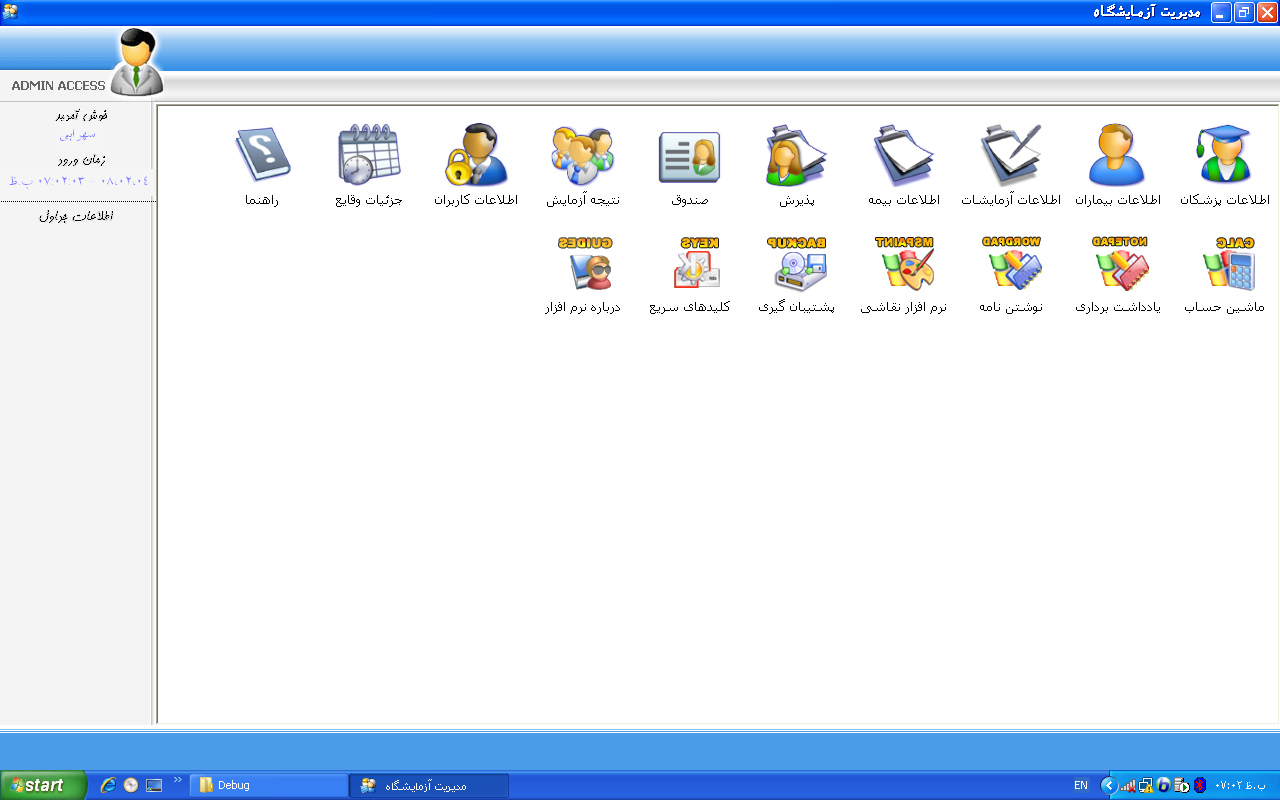 مدیریت آزمایشگاه
ADMIN ACCESS
خوش آمدید
سهرابی
زمان ورود
۰۸،۰۲،۰۴ - ۰۷:۰۲:۰۳ ب.ظ
اطلاعات جداول
اطلاعات پزشکان
اطلاعات بیماران
اطلاعات آزمایشات
اطلاعات بیمه
پذیرش
صندوق
نتیجه آزمایش
اطلاعات کاربران
جزئیات وقایع
راهنما
CALC
ماشین حساب
NOTEPAD
یادداشت برداری
WORDPAD
نوشتن نامه
MSPAINT
نرم افزار نقاشی
BACKUP
پشتیبان گیری
KEYS
کلیدهای سریع
GUIDES
درباره نرم افزار
start
Debug
مدیریت آزمایشگاه
EN
۰۷:۰۲ ب.ظ